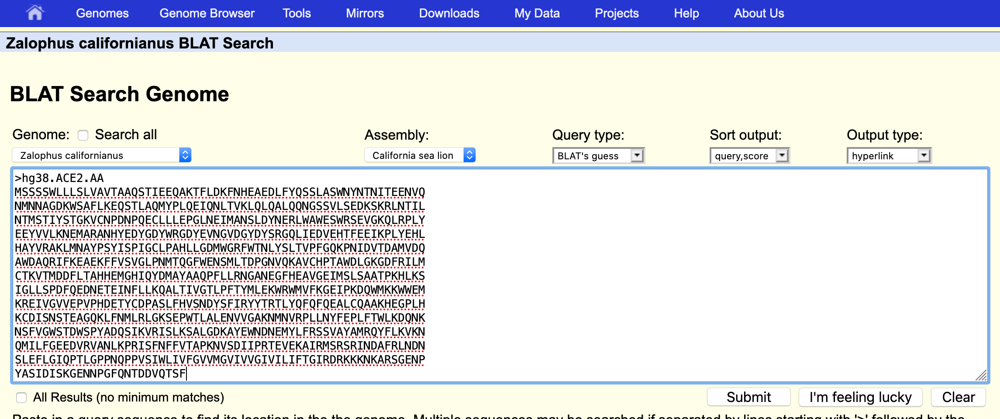 Genomes Genome Browser Tools Mirrors Downloads My Data Projects Help About Us
Zalophus californianus BLAT Search
BLAT Search Genome
Genome: Search all Assembly: Query type: Sort output: Output type:
Zalophus californianus California sea lion BLAT's guess query,score hyperlink
>hg38.ACE2.AA
MSSSSWLLLSLVAVTAAQSTIEEQAKTFLDKFNHEAEDLFYQSSLASWNYNTNITEENVQ
NMNNAGDKWSAFLKEQSTLAQMYPLQEIQNLTVKLQLQALQQNGSSVLSEDKSKRLNTIL
NTMSTIYSTGKVCNPDNPQECLLLEPGLNEIMANSLDYNERLWAWESWRSEVGKQLRPLY
EEYVVLKNEMARANHYEDYGDYWRGDYEVNGVDGYDYSRGQLIEDVEHTFEEIKPLYEHL
HAYVRAKLMNAYPSYISPIGCLPAHLLGDMWGRFWTNLYSLTVPFGQKPNIDVTDAMVDQ
AWDAQRIFKEAEKFFVSVGLPNMTQGFWENSMLTDPGNVQKAVCHPTAWDLGKGDFRILM
CTKVTMDDFLTAHHEMGHIQYDMAYAAQPFLLRNGANEGFHEAVGEIMSLSAATPKHLKS
IGLLSPDFQEDNETEINFLLKQALTIVGTLPFTYMLEKWRWMVFKGEIPKDQWMKKWWEM
KREIVGVVEPVPHDETYCDPASLFHVSNDYSFIRYYTRTLYQFQFQEALCQAAKHEGPLH
KCDISNSTEAGQKLFNMLRLGKSEPWTLALENVVGAKNMNVRPLLNYFEPLFTWLKDQNK
NSFVGWSTDWSPYADQSIKVRISLKSALGDKAYEWNDNEMYLFRSSVAYAMRQYFLKVKN
QMILFGEEDVRVANLKPRISFNFFVTAPKNVSDIIPRTEVEKAIRMSRSRINDAFRLNDN
SLEFLGIQPTLGPPNQPPVSIWLIVFGVVMGVIVVGIVILIFTGIRDRKKKNKARSGENP
YASIDISKGENNPGFQNTDDVQTSF
All Results (no minimum matches) Submit I'm feeling lucky Clear
Paste in a query sequence to find its location in the the genome. Multiple sequences may be searched if separated by lines starting with '>' followed by the